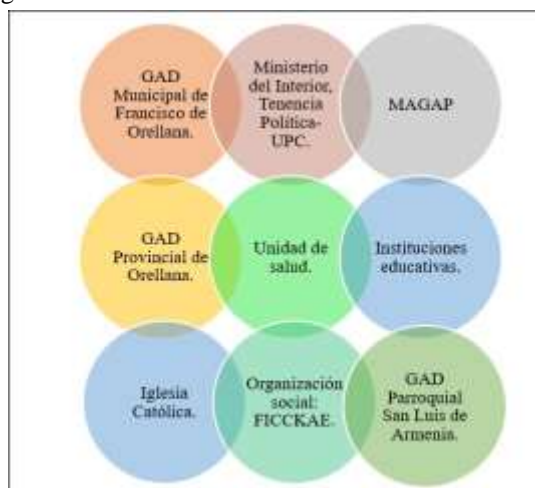 GAD
Municipal de
Francisco de
Orellana.
Ministerio
del Interior,
Tenencia
Política-
UPC.
MAGAP
GAD
Provincial de
Orellana.
Unidad de
salud.
Instituciones
educativas.
Iglesia
Católica.
Organización
social:
FICCKAE.
GAD
Parroquial
San Luis de
Armenia.